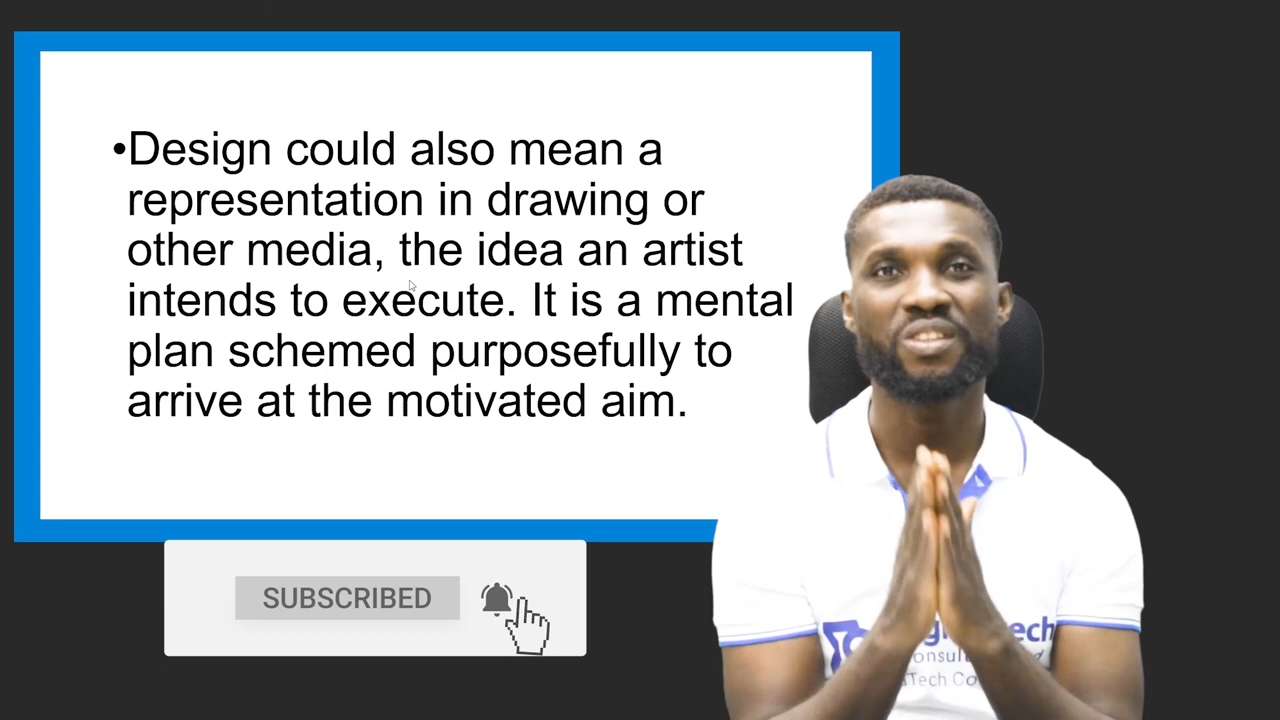 •Design could also mean a
representation in drawing or
other media, the idea an artist
intends to execute. It is a mental
plan schemed purposefully to
arrive at the motivated aim.
SUBSCRIBED